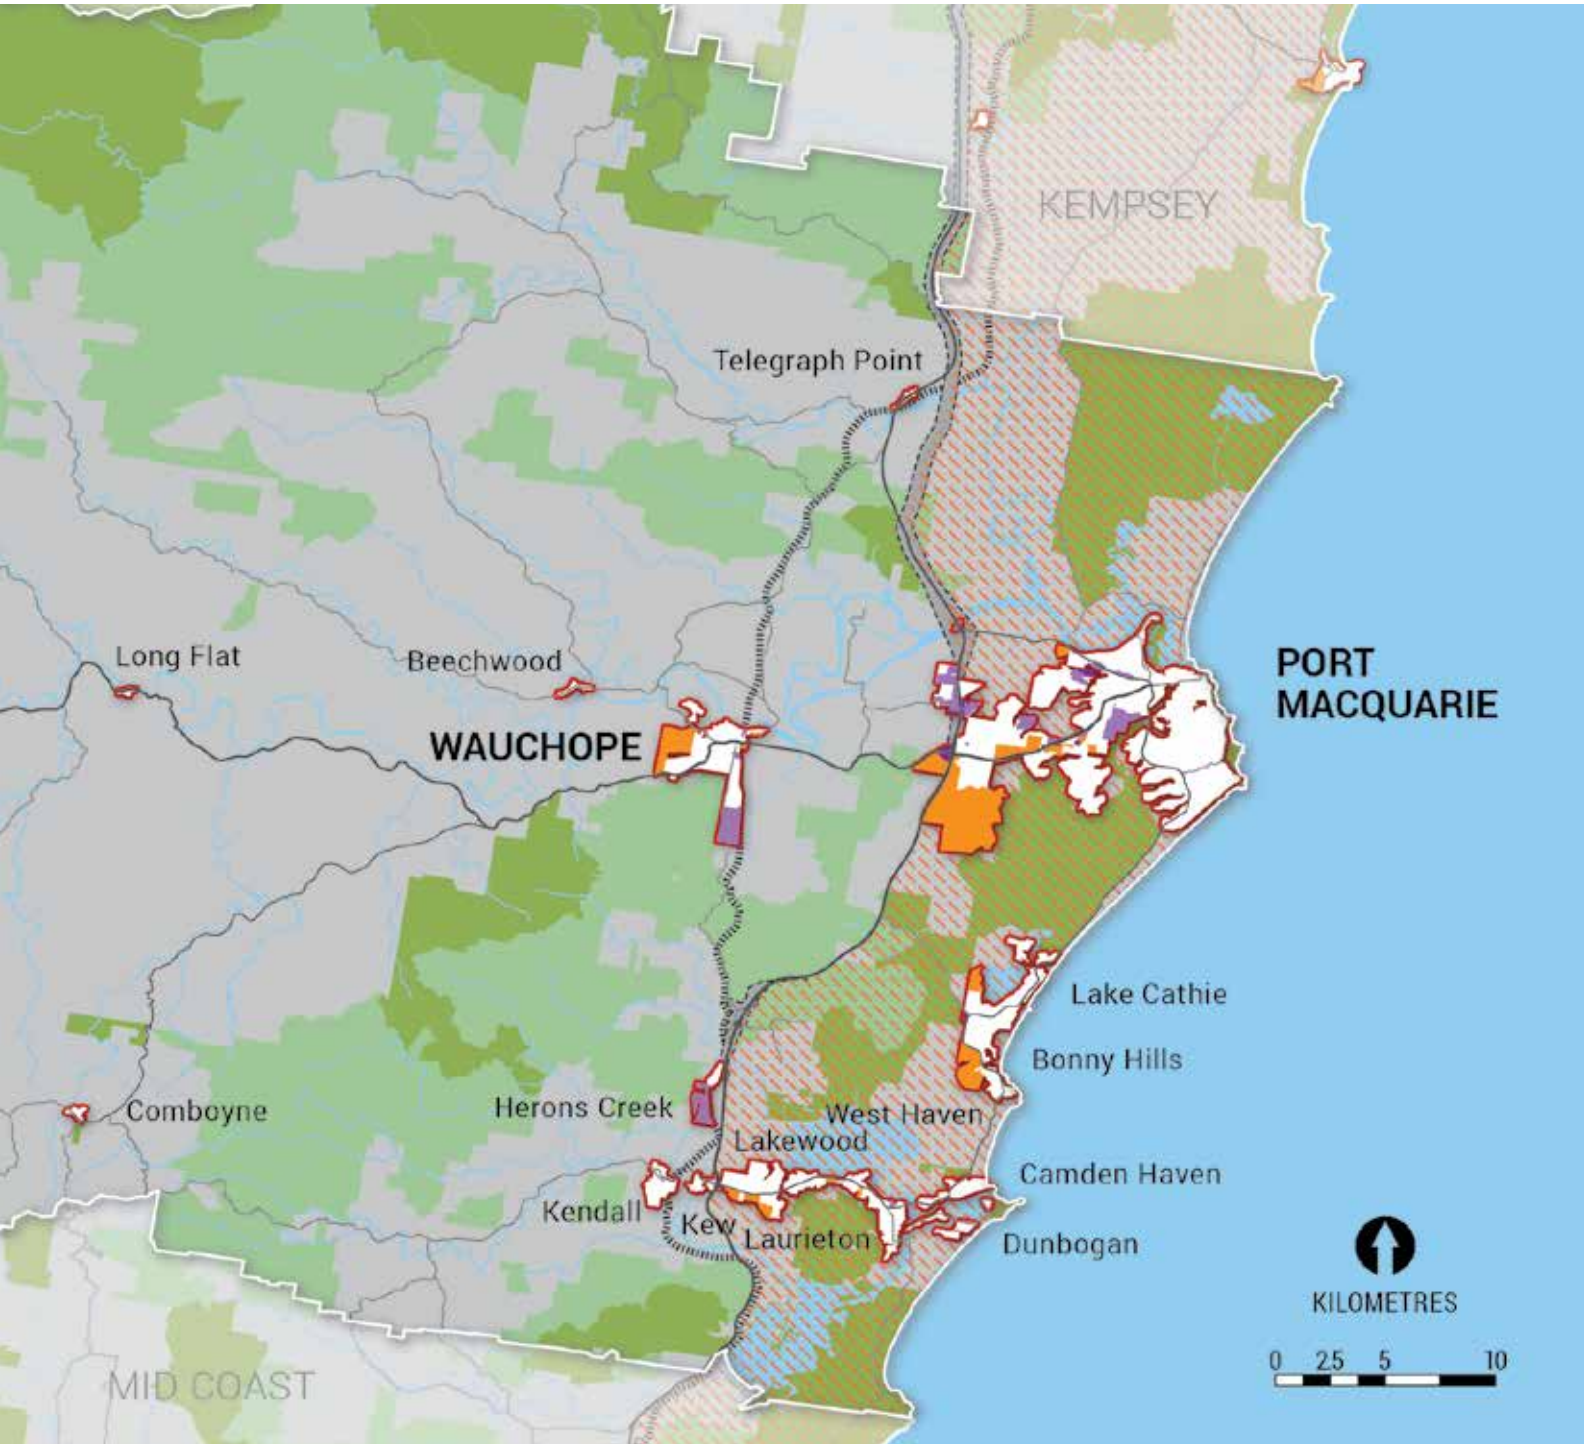 KEMPSEY
Telegraph Point
Long Flat
Beechwood
PORT
MACQUARIE
WAUCHOPE
Lake Cathie
Bonny Hills
Comboyne
Herons Creek
West Haven
Lakewood
Camden Haven
Kendall
Kew
Laurieton
Dunbogan
KILOMETRES
0 2.5 5 10
MID COAST